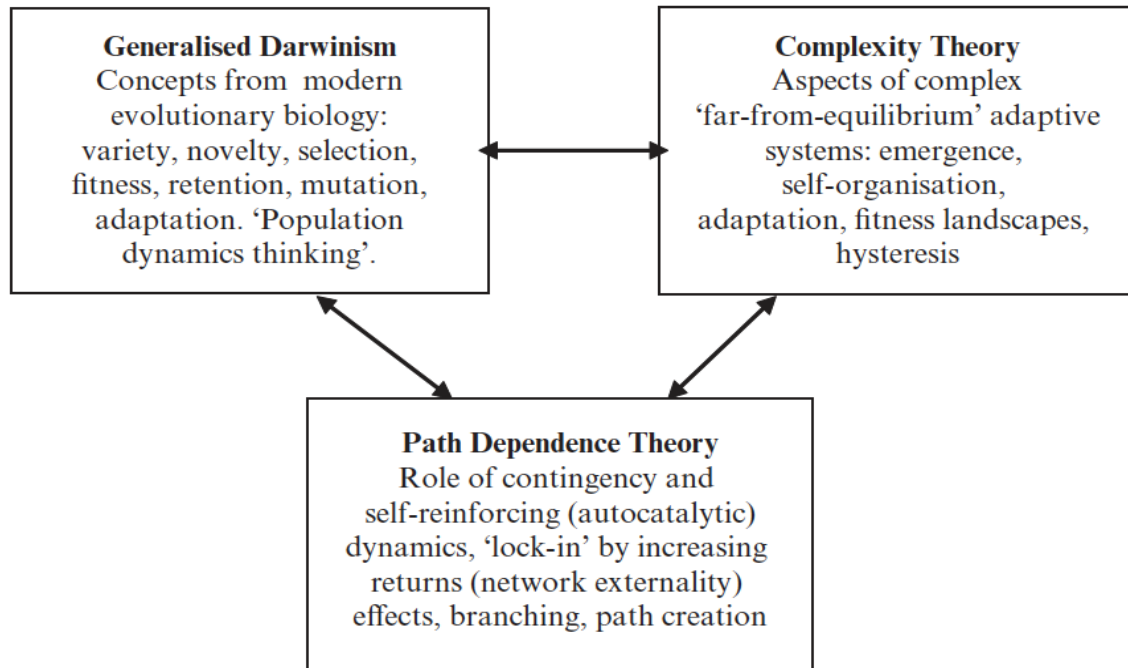 Generalised Darwinism
Concepts from modern
evolutionary biology:
variety, novelty, selection,
fitness, retention, mutation,
adaptation. ‘Population
dynamics thinking’.
Complexity Theory
Aspects of complex
‘far-from-equilibrium’ adaptive
systems: emergence,
self-organisation,
adaptation, fitness landscapes,
hysteresis
Path Dependence Theory
Role of contingency and
self-reinforcing (autocatalytic)
dynamics, ‘lock-in’ by increasing
returns (network externality)
effects, branching, path creation